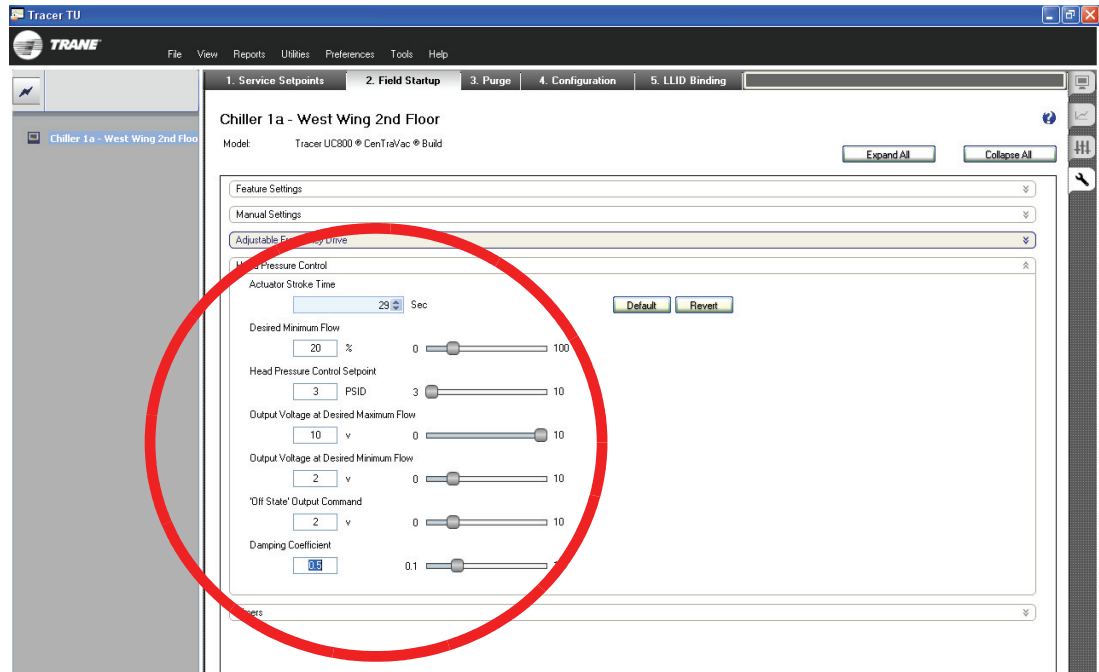 Tracer TU
TRANE
File View Reports Utilities Preferences Tools Help
1. Service Setpoints 2. Field Startup 3. Purge 4. Configuration 5. LLID Binding
Chiller 1a - West Wing 2nd Floor
Chiller 1a - West Wing 2nd Floo
Model: Tracer UC800 ® CenTraVac ® Build
Expand All Collapse All
Feature Settings
Manual Settings
Adjustable Drive
Pressure Control
Actuator Stroke Time
29 Sec Default Revert
Desired Minimum Flow
20 % 0 100
Head Pressure Control Setpoint
3 PSID 3 10
Output Voltage at Desired Maximum Flow
10 v 0 10
Output Voltage at Desired Minimum Flow
2 v 0 10
'Off State' Output Command
2 v 0 10
Damping Coefficient
0.5 0.1